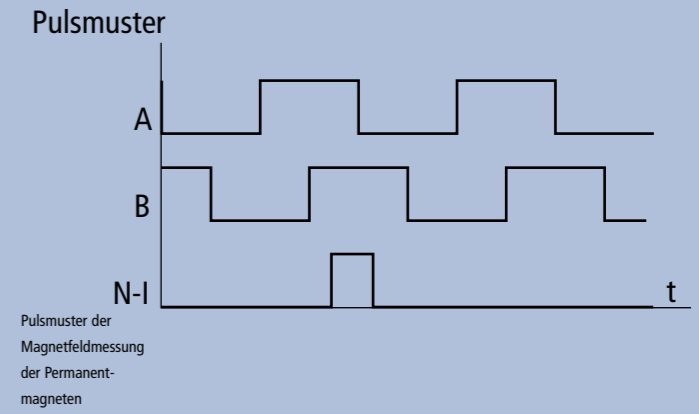 Pulsmuster
A
B
N-I
t
Pulsmuster der
Magnetfeldmessung
der Permanent-
magneten